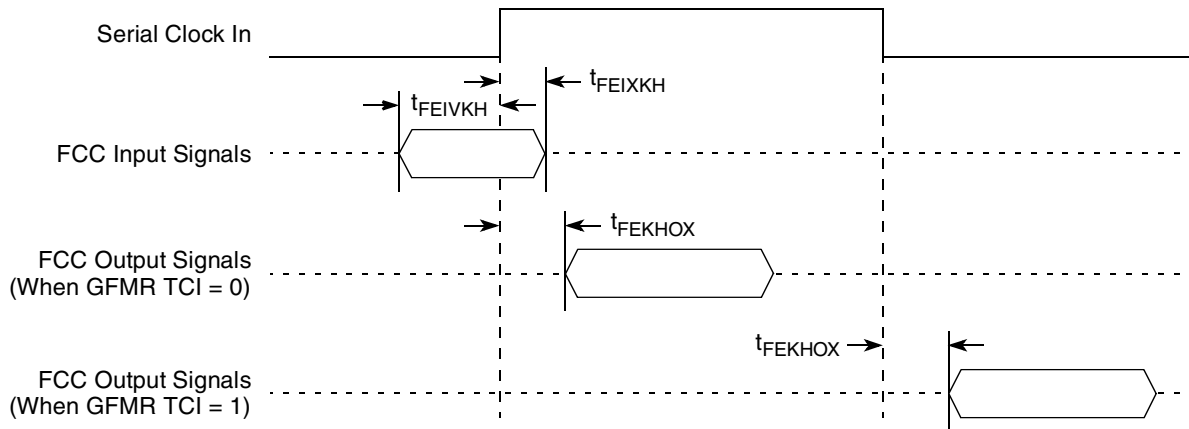 Serial Clock In
tFEIXKH
tFEIVKH
FCC Input Signals
tFEKHOX
FCC Output Signals
(When GFMR TCI = 0)
tFEKHOX
FCC Output Signals
(When GFMR TCI = 1)